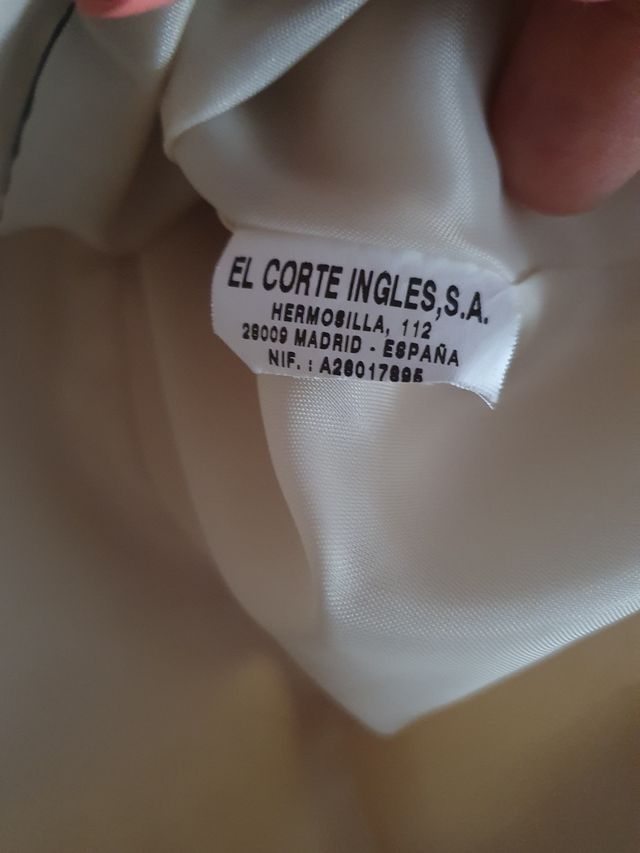 EL CORTE INGLES,S.A.
HERMOSILLA, 112
28009 MADRID - ESPAÑA
NIF. : A28017895